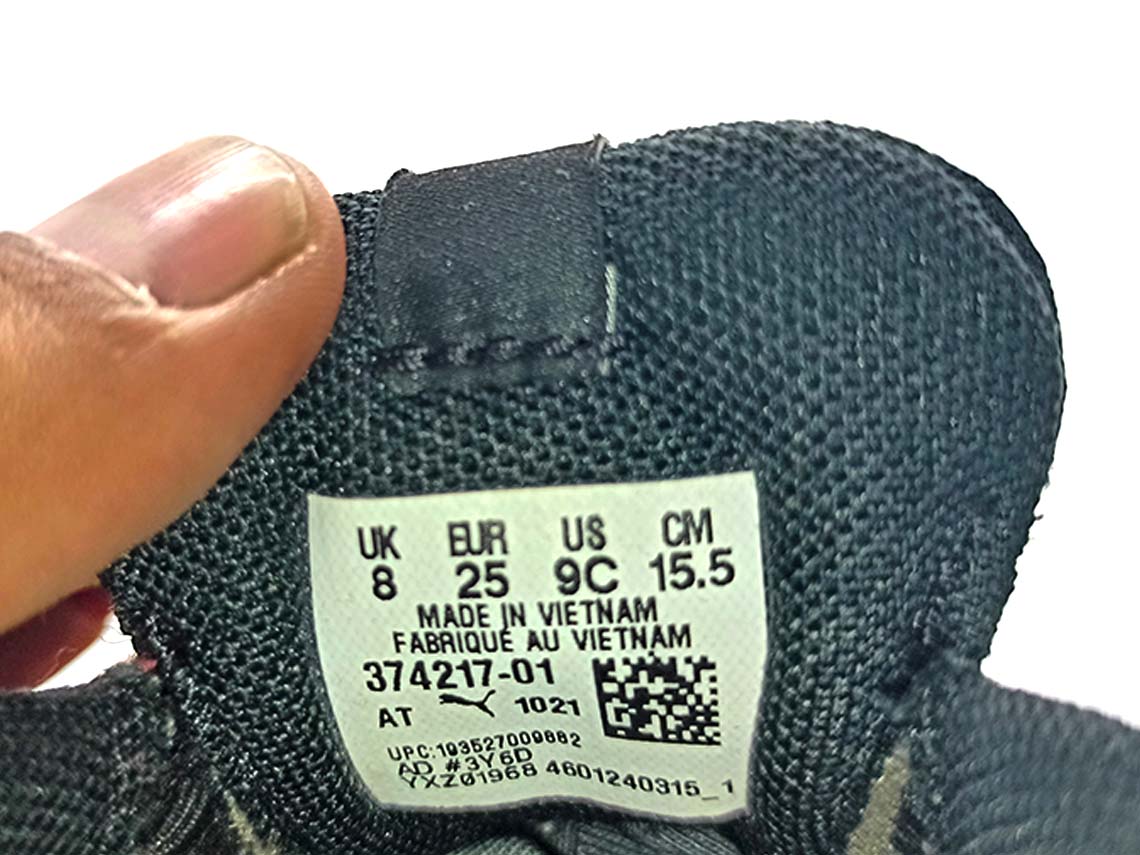 UK EUR US CM
8 25 9C 15.5
MADE IN VIETNAM
FABRIQUÉ AU VIETNAM
374217-01
AT 1021
UPC:193527009882
AD #3Y6D
YXZ01968 4601240315_1